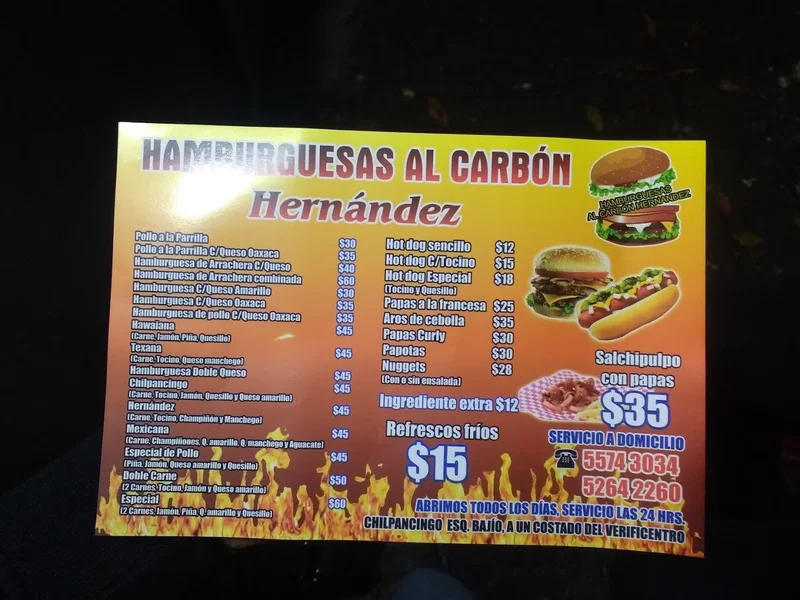 HAMBURGUESAS AL CARBÓN
Hernández
HAMBURGUESAS
AL CARBÓN HERNÁNDEZ
Pollo a la Parrilla $30
Pollo a la Parrilla C/Queso Oaxaca $35
Hamburguesa de Arrachera C/Queso $40
Hamburguesa de Arrachera combinada $60
Hamburguesa C/Queso Amarillo $30
Hamburguesa C/Queso Oaxaca $35
Hamburguesa de pollo C/Queso Oaxaca $35
Hawaiana $45
(Carne, Jamón, Piña, Quesillo)
Texana $45
(Carne, Tocino, Queso manchego)
Hamburguesa Doble Queso $45
Chilpancingo $45
(Carne, Tocino, Jamón, Quesillo y Queso amarillo)
Hernández $45
(Carne, Tocino, Champiñón y Manchego)
Mexicana $45
(Carne, Champiñones, Q. amarillo, Q. manchego y Aguacate)
Especial de Pollo $45
(Piña, Jamón, Queso amarillo y Quesillo)
Doble Carne $50
(2 Carnes, Tocino, Jamón y Queso amarillo)
Especial $60
(2 Carnes, Jamón, Piña, Q. amarillo y Quesillo)
Hot dog sencillo $12
Hot dog C/Tocino $15
Hot dog Especial $18
(Tocino y Quesillo)
Papas a la francesa $25
Aros de cebolla $35
Papas Curly $30
Papotas $30
Nuggets $28
(Con o sin ensalada)
Ingrediente extra $12
Refrescos fríos
$15
Salchipulpo
con papas
$35
SERVICIO A DOMICILIO
5574 3034
5264 2260
ABRIMOS TODOS LOS DÍAS, SERVICIO LAS 24 HRS.
CHILPANCINGO ESQ. BAJÍO, A UN COSTADO DEL VERIFICENTRO